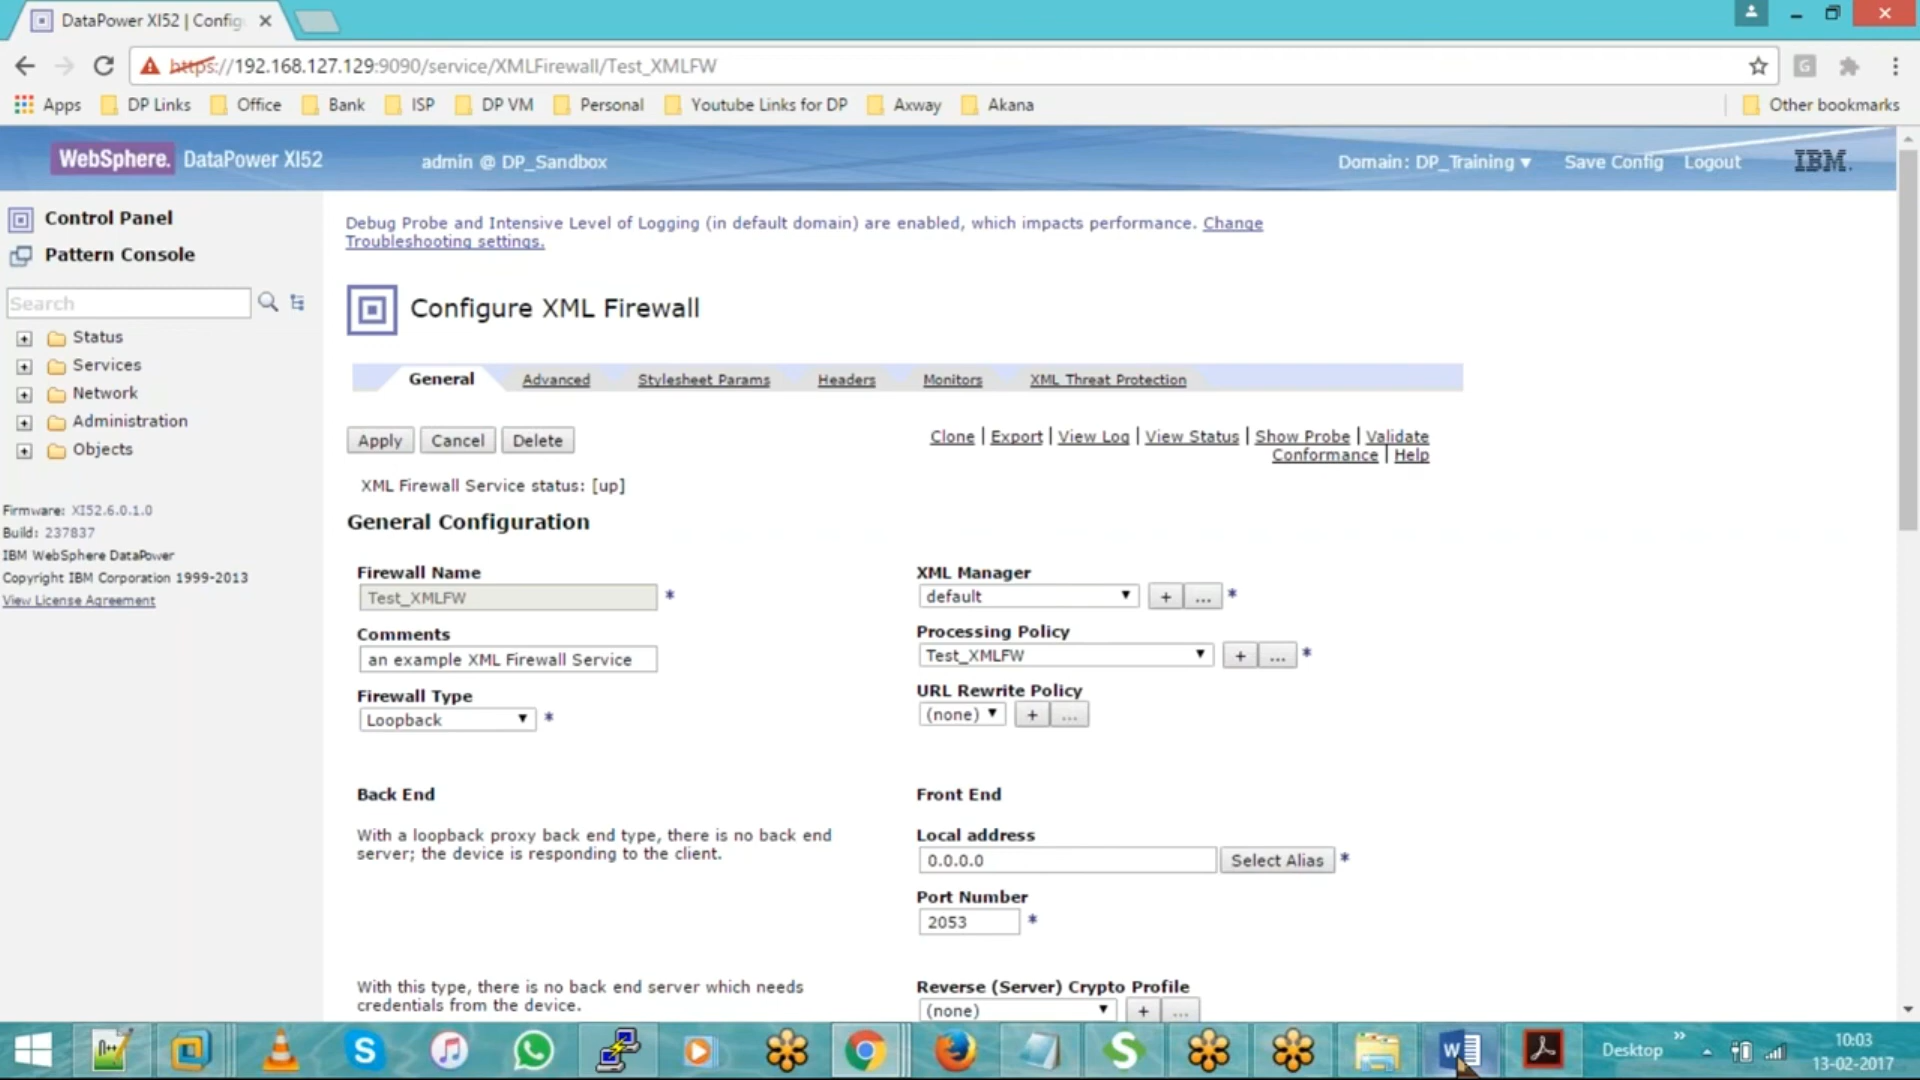 DataPower XI52 | Config
https://192.168.127.129:9090/service/XMLFirewall/Test_XMLFW
Apps DP Links Office Bank ISP DP VM Personal Youtube Links for DP Axway Akana Other bookmarks
WebSphere. DataPower XI52 admin @ DP_Sandbox Domain: DP_Training Save Config Logout IBM.
Control Panel
Pattern Console
Search
Status
Services
Network
Administration
Objects
Firmware: XI52.6.0.1.0
Build: 237837
IBM WebSphere DataPower
Copyright IBM Corporation 1999-2013
View License Agreement
Debug Probe and Intensive Level of Logging (in default domain) are enabled, which impacts performance. Change
Troubleshooting settings.
Configure XML Firewall
General Advanced Stylesheet Params Headers Monitors XML Threat Protection
Apply Cancel Delete
Clone | Export | View Log | View Status | Show Probe | Validate
Conformance | Help
XML Firewall Service status: [up]
General Configuration
Firewall Name
Test_XMLFW *
Comments
an example XML Firewall Service
Firewall Type
Loopback *
XML Manager
default + ... *
Processing Policy
Test_XMLFW + ... *
URL Rewrite Policy
(none) + ...
Back End
With a loopback proxy back end type, there is no back end
server; the device is responding to the client.
Front End
Local address
0.0.0.0 Select Alias *
Port Number
2053 *
With this type, there is no back end server which needs
credentials from the device.
Reverse (Server) Crypto Profile
(none) + ...
Desktop
10:03
13-02-2017